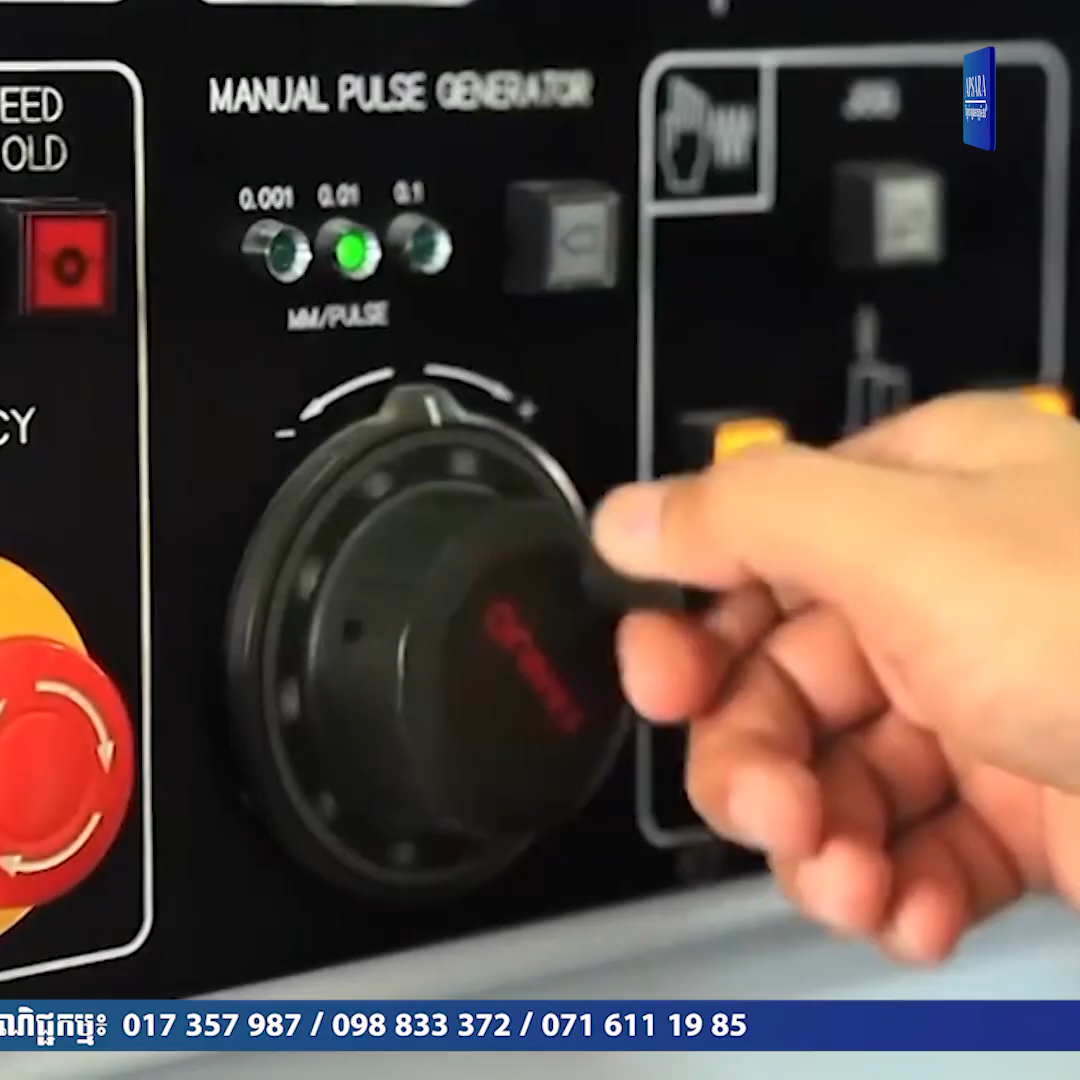 EED
OLD
MANUAL PULSE GENERATOR
0.001 0.01 0.1
MM/PULSE
JOG
W
CY
- +
APSARA
ណិជ្ជកម្ម៖ 017 357 987 / 098 833 372 / 071 611 19 85